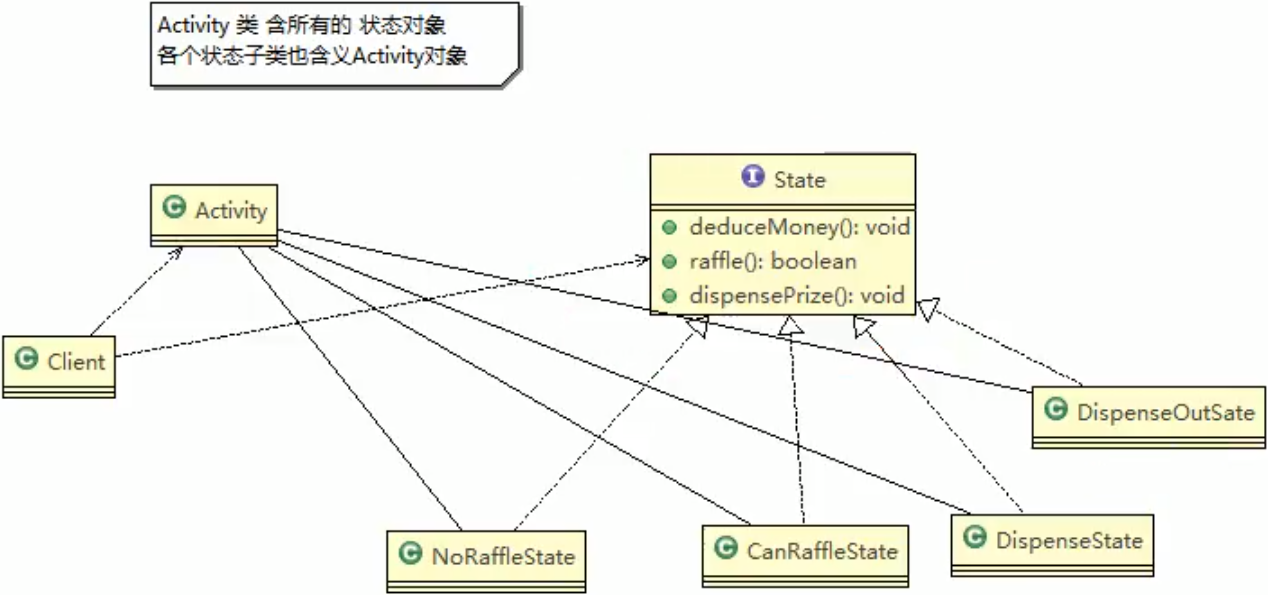 Activity 类 含所有的 状态对象
各个状态子类也含义Activity对象
I State
C Activity
deduceMoney(): void
raffle(): boolean
dispensePrize(): void
C Client
C DispenseOutSate
C NoRaffleState
C CanRaffleState
C DispenseState